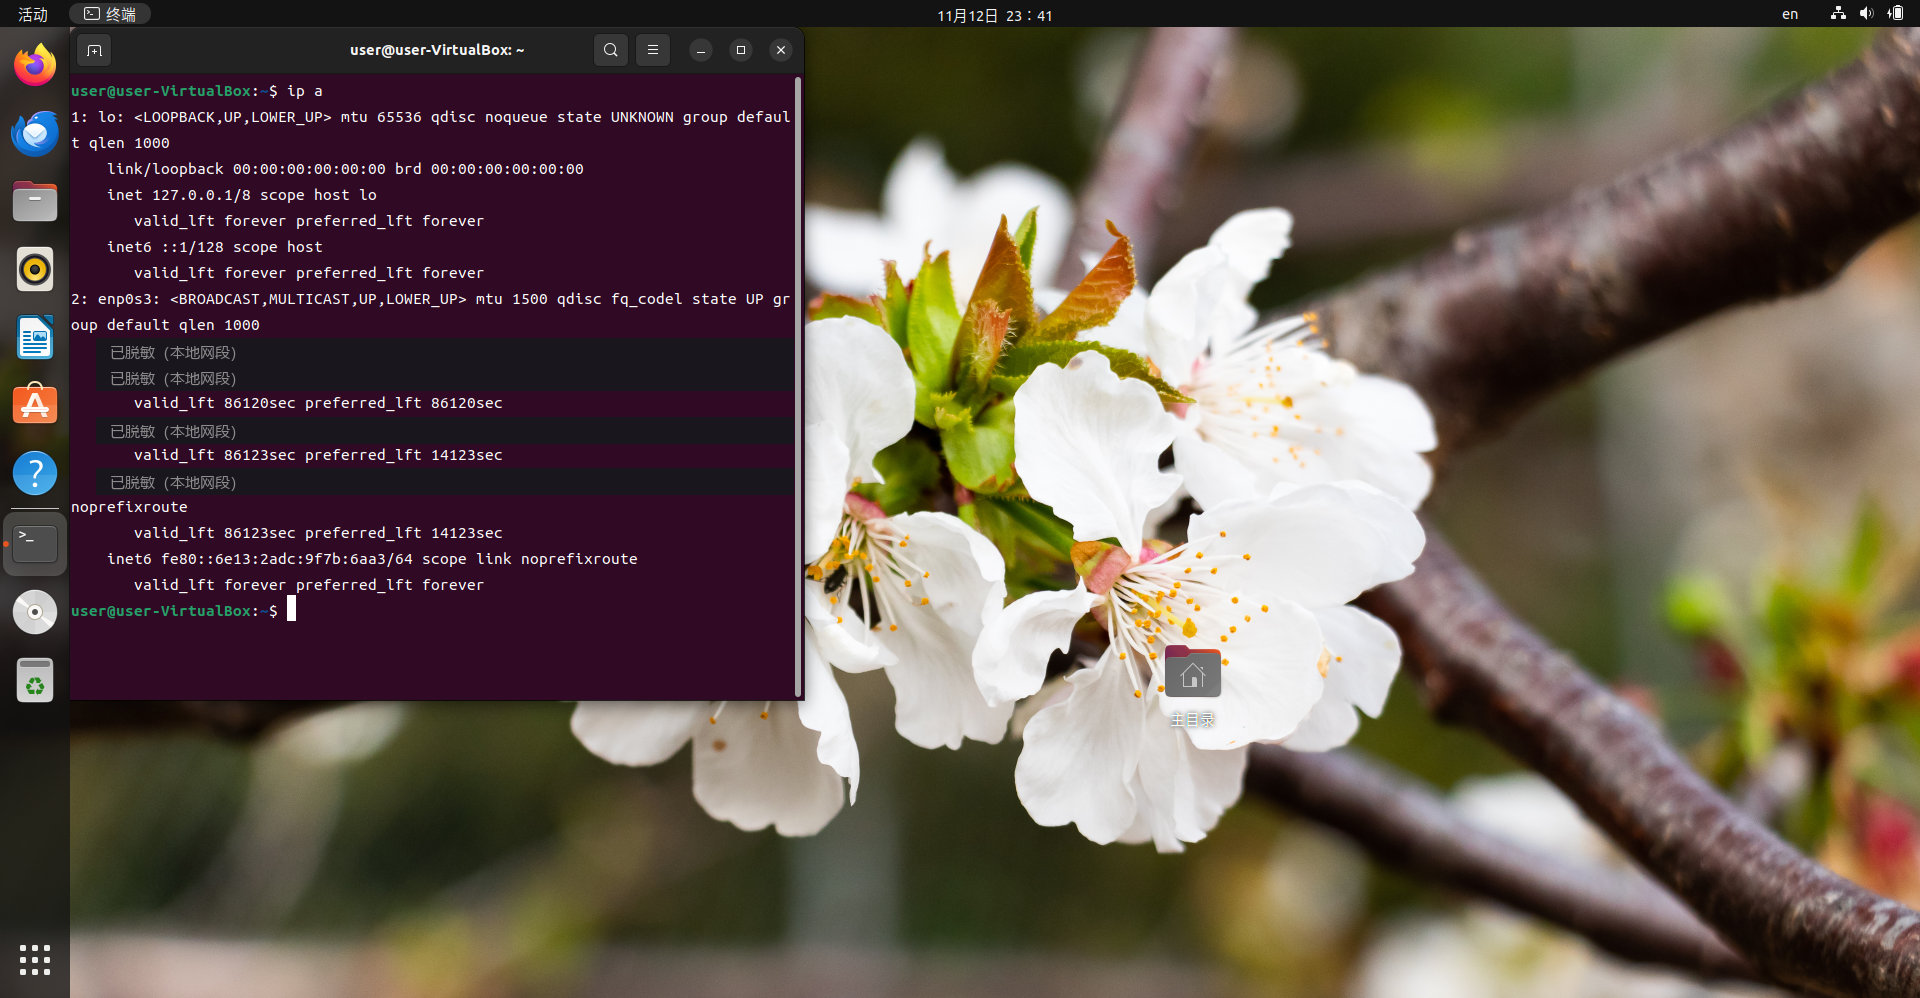 活动 终端 11月12日 23：41 en
user@user-VirtualBox: ~
user@user-VirtualBox:~$ ip a
1: lo: <LOOPBACK,UP,LOWER_UP> mtu 65536 qdisc noqueue state UNKNOWN group defaul
t qlen 1000
link/loopback 00:00:00:00:00:00 brd 00:00:00:00:00:00
inet 127.0.0.1/8 scope host lo
valid_lft forever preferred_lft forever
inet6 ::1/128 scope host
valid_lft forever preferred_lft forever
2: enp0s3: <BROADCAST,MULTICAST,UP,LOWER_UP> mtu 1500 qdisc fq_codel state UP gr
oup default qlen 1000
已脱敏（本地网段）
已脱敏（本地网段）
valid_lft 86120sec preferred_lft 86120sec
已脱敏（本地网段）
valid_lft 86123sec preferred_lft 14123sec
已脱敏（本地网段）
noprefixroute
valid_lft 86123sec preferred_lft 14123sec
inet6 fe80::6e13:2adc:9f7b:6aa3/64 scope link noprefixroute
valid_lft forever preferred_lft forever
user@user-VirtualBox:~$
主目录